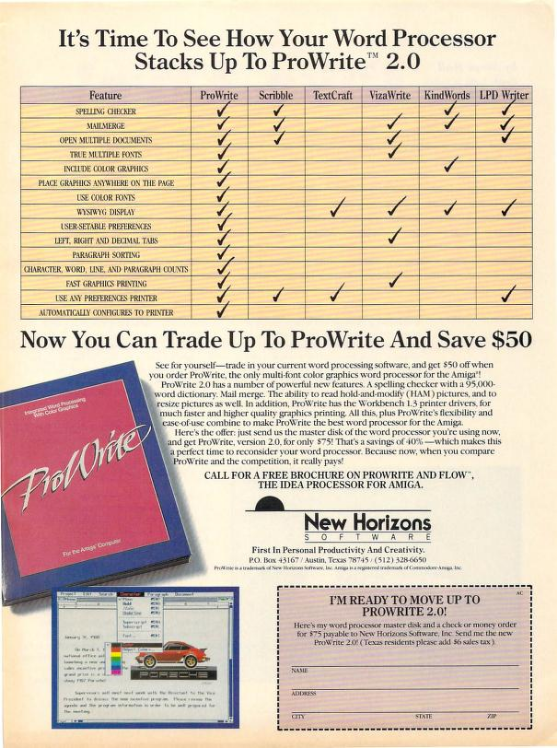 It's Time To See How Your Word Processor
Stacks Up To ProWrite™ 2.0
Feature ProWrite Scribble TextCraft VizaWrite KindWords LPD Writer
SPELLING CHECKER ✓ ✓ ✓ ✓
MAILMERGE ✓ ✓ ✓ ✓ ✓
OPEN MULTIPLE DOCUMENTS ✓ ✓ ✓ ✓
TRUE MULTIPLE FONTS ✓ ✓
INCLUDE COLOR GRAPHICS ✓ ✓
PLACE GRAPHICS ANYWHERE ON THE PAGE ✓
USE COLOR FONTS ✓
WYSIWYG DISPLAY ✓ ✓ ✓ ✓ ✓
USER-SETABLE PREFERENCES ✓
LEFT, RIGHT AND DECIMAL TABS ✓ ✓
PARAGRAPH SORTING ✓
CHARACTER, WORD, LINE, AND PARAGRAPH COUNTS ✓
FAST GRAPHICS PRINTING ✓ ✓
USE ANY PREFERENCES PRINTER ✓ ✓ ✓ ✓
AUTOMATICALLY CONFIGURES TO PRINTER ✓
Now You Can Trade Up To ProWrite And Save $50
See for yourself—trade in your current word processing software, and get $50 off when
you order ProWrite, the only multi-font color graphics word processor for the Amiga!
ProWrite 2.0 has a number of powerful new features. A spelling checker with a 95,000-
word dictionary. Mail merge. The ability to read hold-and-modify (HAM) pictures, and to
resize pictures as well. In addition, ProWrite has the Workbench 1.3 printer drivers, for
much faster and higher quality graphics printing. All this, plus ProWrite's flexibility and
ease-of-use combine to make ProWrite the best word processor for the Amiga.
Here's the offer: just send us the master disk of the word processor you're using now,
and get ProWrite, version 2.0, for only $75! That's a savings of 40%—which makes this
a perfect time to reconsider your word processor. Because now, when you compare
ProWrite and the competition, it really pays!
CALL FOR A FREE BROCHURE ON PROWRITE AND FLOW™,
THE IDEA PROCESSOR FOR AMIGA.
Integrated Word Processing
With Color Graphics
ProWrite
For the Amiga Computer
New Horizons
SOFTWARE
First In Personal Productivity And Creativity.
P.O. Box 43167 / Austin, Texas 78745 / (512) 328-6650
ProWrite is a trademark of New Horizons Software, Inc. Amiga is a registered trademark of Commodore-Amiga, Inc.
Project Edit Search Character Paragraph Document
January 9, 1987
PORSCHE
I'M READY TO MOVE UP TO
PROWRITE 2.0!
Here's my word processor master disk and a check or money order
for $75 payable to New Horizons Software, Inc. Send me the new
ProWrite 2.0! (Texas residents please add $6 sales tax).
NAME
ADDRESS
CITY STATE ZIP